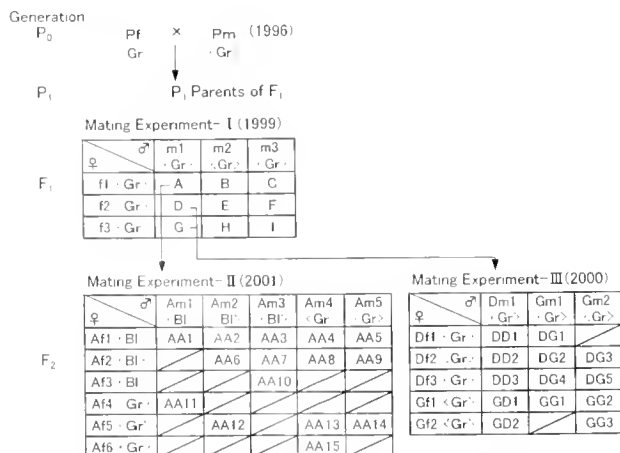 Generation
P0 Pf × Pm (1996)
Gr · Gr
P1 P1 Parents of F1
Mating Experiment-Ⅰ (1999)
♂ m1 m2 m3
♀ · Gr · <Gr> · Gr ·
F1 f1 · Gr · A B C
f2 Gr · D E F
f3 · Gr G H I
Mating Experiment-Ⅱ (2001)
♂ Am1 Am2 Am3 Am4 Am5
♀ · Bl Bl · · Bl · <Gr · Gr>
F2 Af1 · Bl AA1 AA2 AA3 AA4 AA5
Af2 · Bl · AA6 AA7 AA8 AA9
Af3 · Bl AA10
Af4 Gr · AA11
Af5 · Gr · AA12 AA13 AA14
Af6 · Gr · AA15
Mating Experiment-Ⅲ (2000)
♂ Dm1 Gm1 Gm2
♀ · Gr> · Gr> · Gr>
Df1 · Gr · DD1 DG1
Df2 · Gr · DD2 DG2 DG3
Df3 · Gr · DD3 DG4 DG5
Gf1 <Gr> GD1 GG1 GG2
Gf2 <Gr> GD2 GG3